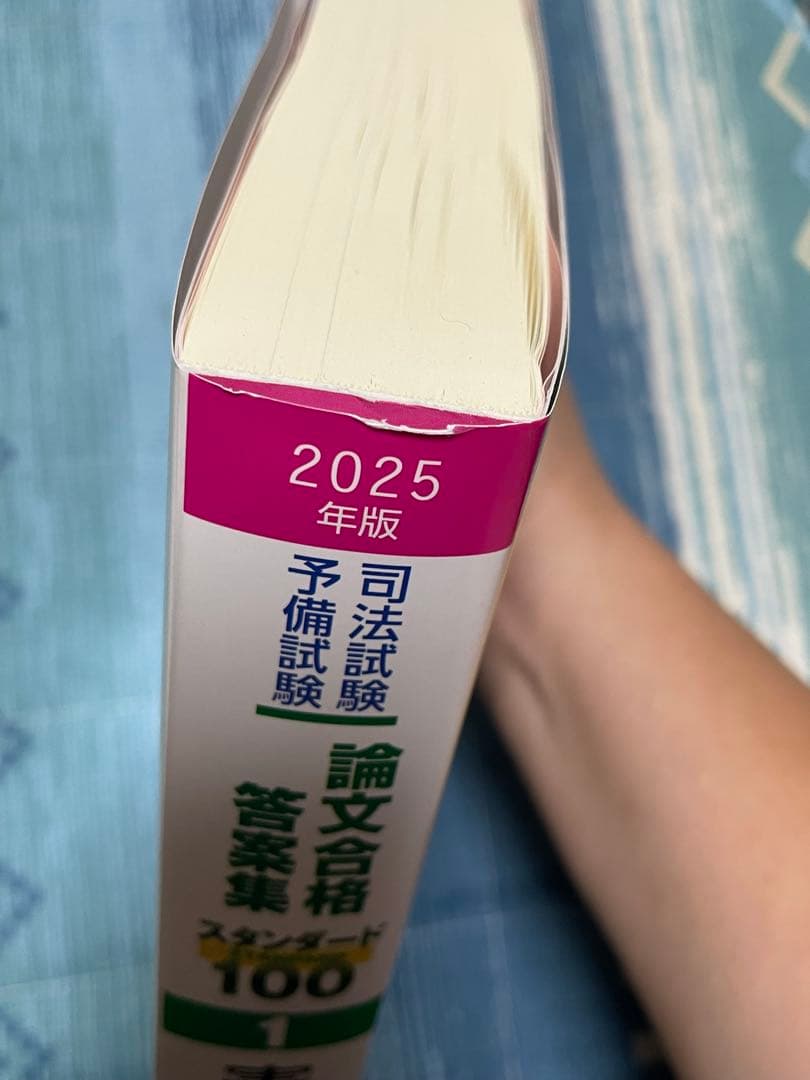 2025
年版
司法試験
予備試験
論文合格
答案集
スタンダード
100
1